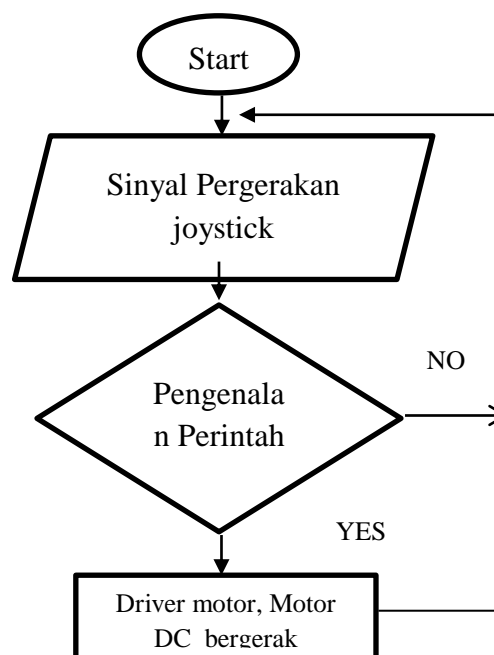 Start
Sinyal Pergerakan
joystick
NO
Pengenala
n Perintah
YES
Driver motor, Motor
DC bergerak